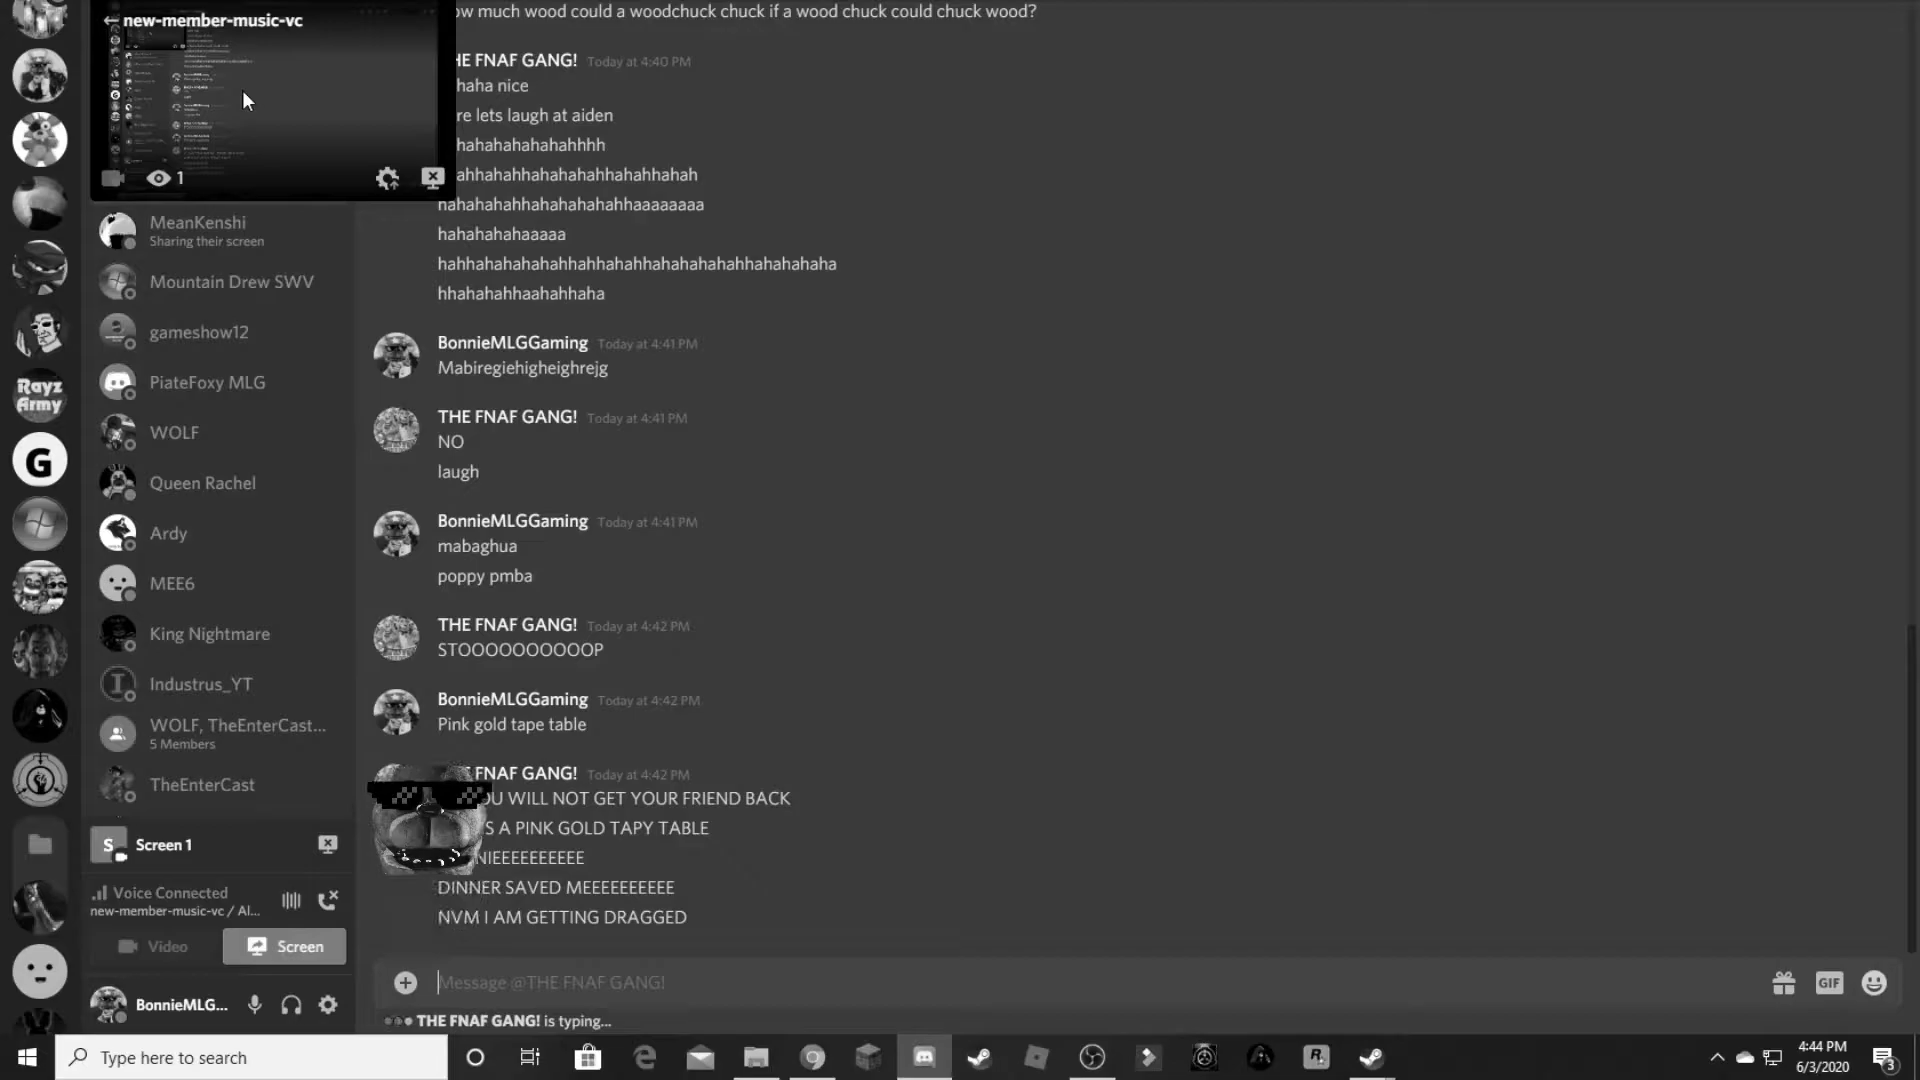 new-member-music-vc
1
MeanKenshi
Sharing their screen
Mountain Drew SWV
gameshow12
PiateFoxy MLG
WOLF
Queen Rachel
Ardy
MEE6
King Nightmare
Industrus_YT
WOLF, TheEnterCast...
5 Members
TheEnterCast
Rayz
Army
G
S
Screen 1
Voice Connected
new-member-music-vc / Al...
Video
Screen
BonnieMLG...
ow much wood could a woodchuck chuck if a wood chuck could chuck wood?
HE FNAF GANG! Today at 4:40 PM
haha nice
re lets laugh at aiden
hahahahahahahhhh
ahhahahhahahahahhahahhahah
hahahahhahahahahahhaaaaaaa
hahahahahaaaaa
hahhahahahahahhahhahahhahahahahahhahahahaha
hhahahahhaahahhaha
BonnieMLGGaming Today at 4:41 PM
Mabiregiehigheighrejg
THE FNAF GANG! Today at 4:41 PM
NO
laugh
BonnieMLGGaming Today at 4:41 PM
mabaghua
poppy pmba
THE FNAF GANG! Today at 4:42 PM
STOOOOOOOOOOP
BonnieMLGGaming Today at 4:42 PM
Pink gold tape table
FNAF GANG! Today at 4:42 PM
OU WILL NOT GET YOUR FRIEND BACK
S A PINK GOLD TAPY TABLE
NIEEEEEEEEEE
DINNER SAVED MEEEEEEEEEE
NVM I AM GETTING DRAGGED
Message @THE FNAF GANG!
GIF
THE FNAF GANG! is typing...
Type here to search
4:44 PM
6/3/2020
3